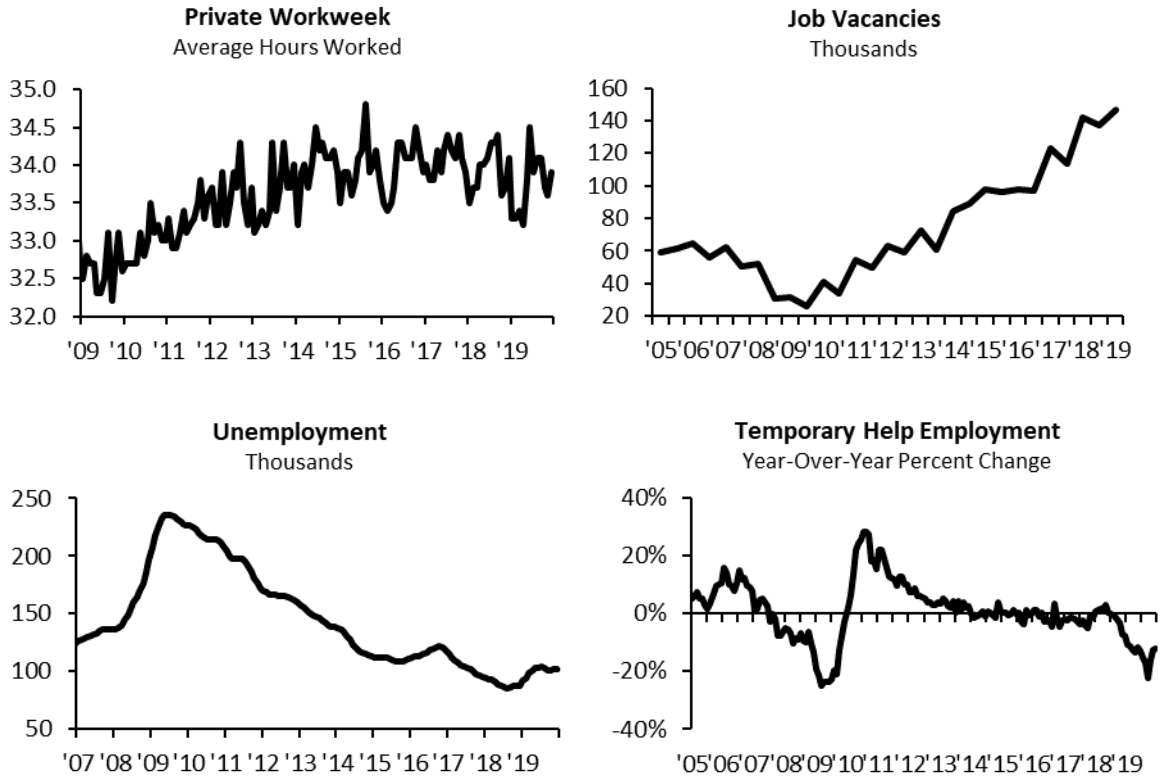 Private Workweek
Average Hours Worked
35.0
34.5
34.0
33.5
33.0
32.5
32.0
'09 '10 '11 '12 '13 '14 '15 '16 '17 '18 '19
Job Vacancies
Thousands
160
140
120
100
80
60
40
20
'05 '06 '07 '08 '09 '10 '11 '12 '13 '14 '15 '16 '17 '18 '19
Unemployment
Thousands
250
200
150
100
50
'07 '08 '09 '10 '11 '12 '13 '14 '15 '16 '17 '18 '19
Temporary Help Employment
Year-Over-Year Percent Change
40%
20%
0%
-20%
-40%
'05 '06 '07 '08 '09 '10 '11 '12 '13 '14 '15 '16 '17 '18 '19